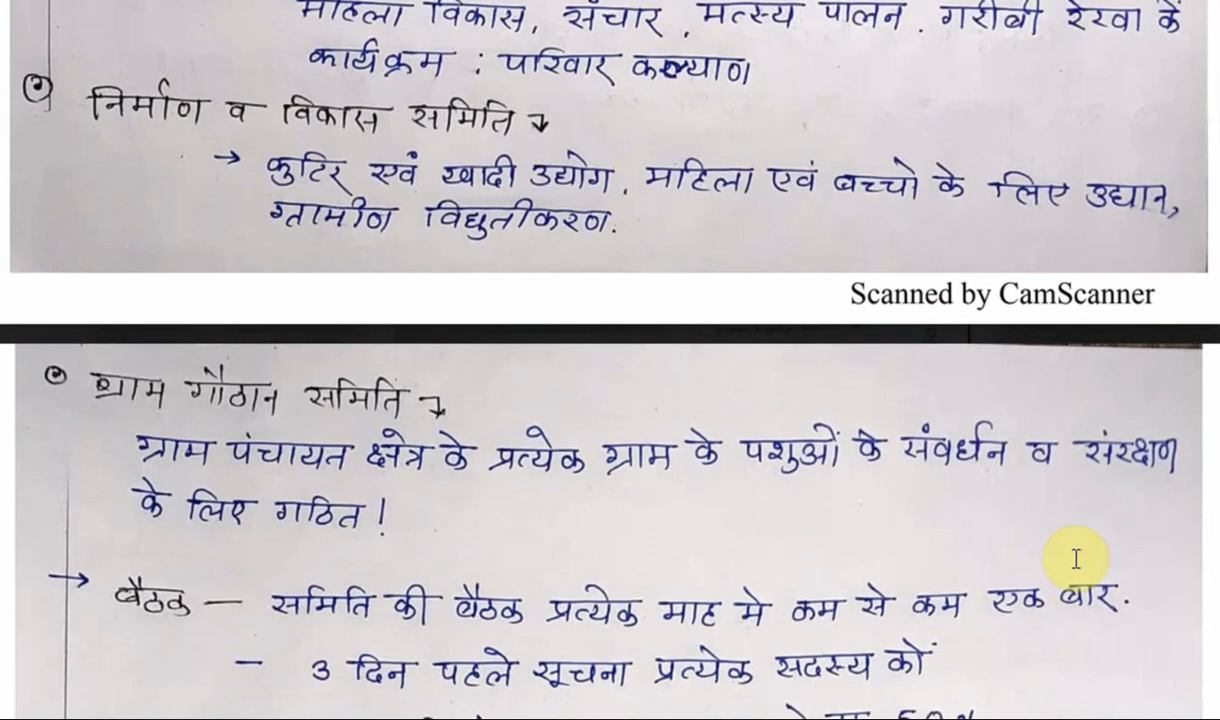 महिला विकास, संचार, मत्स्य पालन. गरीबी रेखा के
कार्यक्रम : परिवार कल्याण
निर्माण व विकास समिति
→ कुटिर एवं खादी उद्योग, महिला एवं बच्चो के लिए उद्यान,
ग्रामीण विद्युतीकरण.
Scanned by CamScanner
ग्राम गौठान समिति
ग्राम पंचायत क्षेत्र के प्रत्येक ग्राम के पशुओं के संवर्धन व संरक्षण
के लिए गठित !
→ बैठक – समिति की बैठक प्रत्येक माह मे कम से कम एक बार.
– 3 दिन पहले सूचना प्रत्येक सदस्य कों